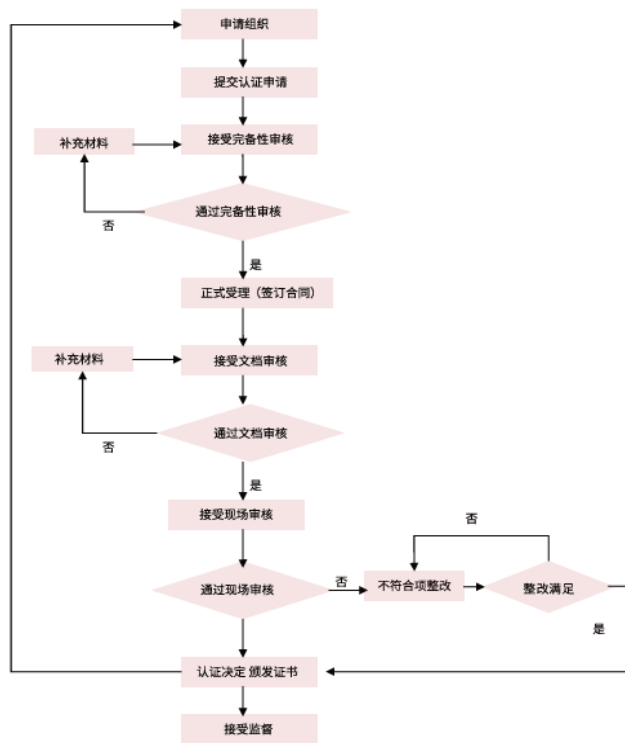 申请组织
提交认证申请
接受完备性审核
补充材料
通过完备性审核
否
是
正式受理（签订合同）
接受文档审核
补充材料
通过文档审核
否
是
接受现场审核
通过现场审核
否
不符合项整改
否
整改满足
是
认证决定 颁发证书
接受监督